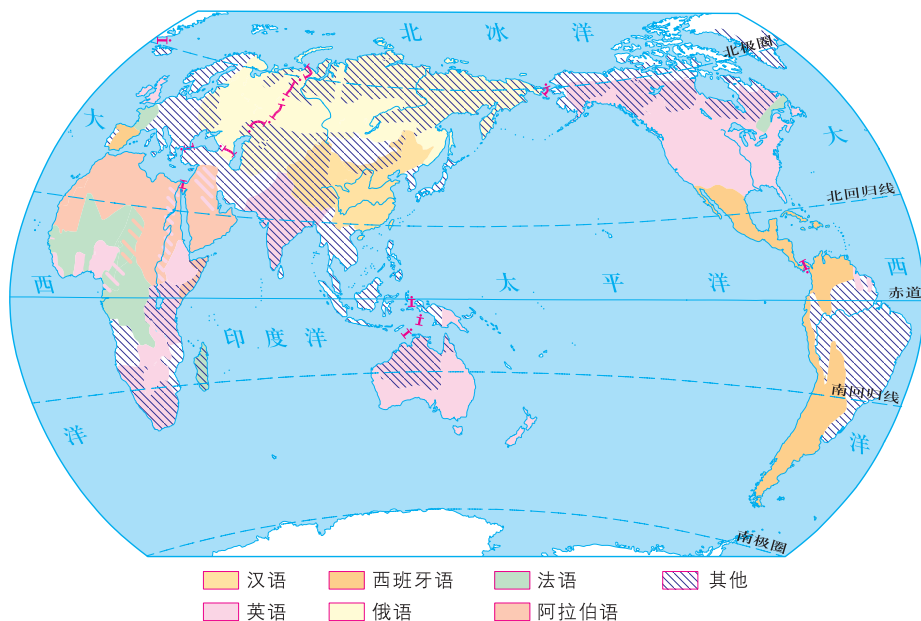 北冰洋
北极圈
大
大
北回归线
西
太平洋
西
赤道
印度洋
南回归线
洋
洋
南极圈
汉语
西班牙语
法语
其他
英语
俄语
阿拉伯语